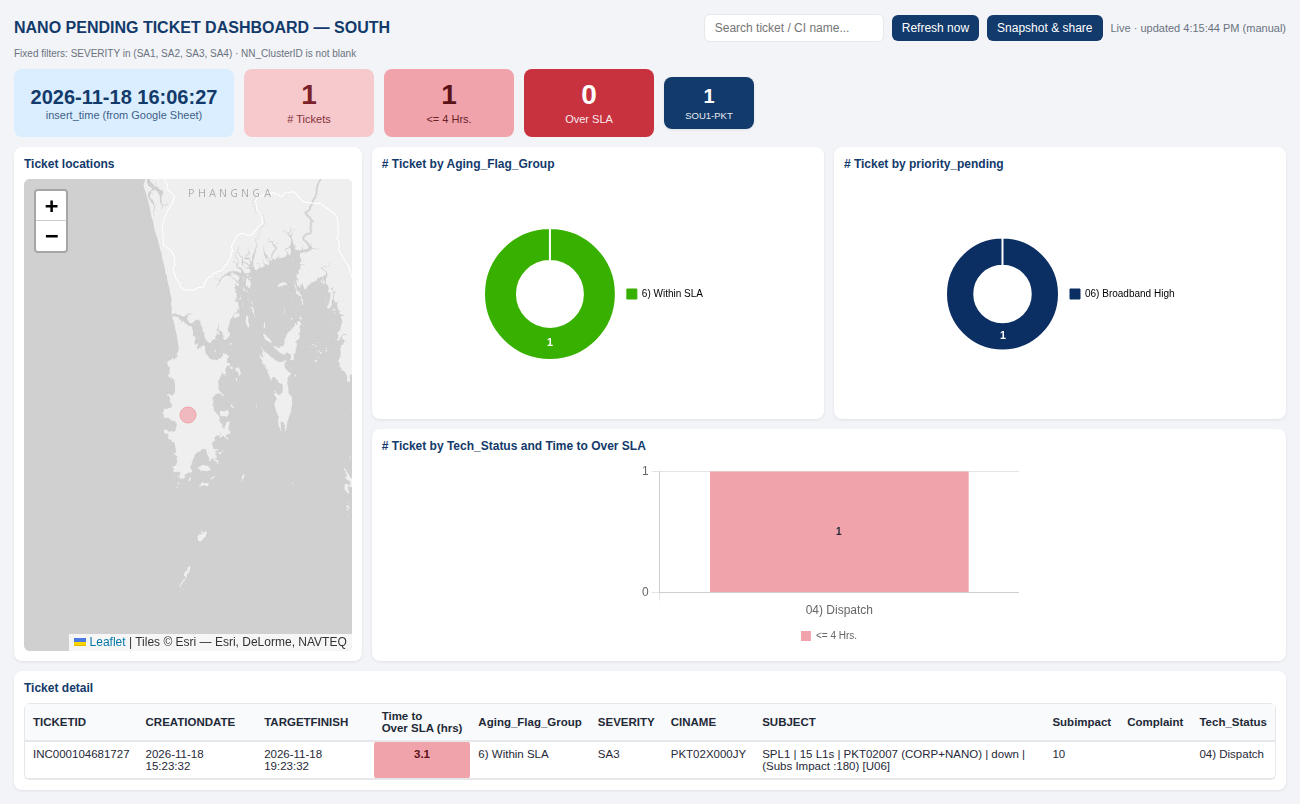 NANO PENDING TICKET DASHBOARD — SOUTH
Search ticket / CI name...
Refresh now
Snapshot & share
Live · updated 4:15:44 PM (manual)
Fixed filters: SEVERITY in (SA1, SA2, SA3, SA4) · NN_ClusterID is not blank
2026-11-18 16:06:27
insert_time (from Google Sheet)
1
# Tickets
1
<= 4 Hrs.
0
Over SLA
1
SOU1-PKT
Ticket locations
PHANGNGA
+
−
Leaflet | Tiles © Esri — Esri, DeLorme, NAVTEQ
# Ticket by Aging_Flag_Group
1
6) Within SLA
# Ticket by priority_pending
1
06) Broadband High
# Ticket by Tech_Status and Time to Over SLA
1
1
0
04) Dispatch
<= 4 Hrs.
Ticket detail
TICKETID CREATIONDATE TARGETFINISH Time to Over SLA (hrs) Aging_Flag_Group SEVERITY CINAME SUBJECT Subimpact Complaint Tech_Status
INC000104681727 2026-11-18 15:23:32 2026-11-18 19:23:32 3.1 6) Within SLA SA3 PKT02X000JY SPL1 | 15 L1s | PKT02007 (CORP+NANO) | down | (Subs Impact :180) [U06] 10 04) Dispatch